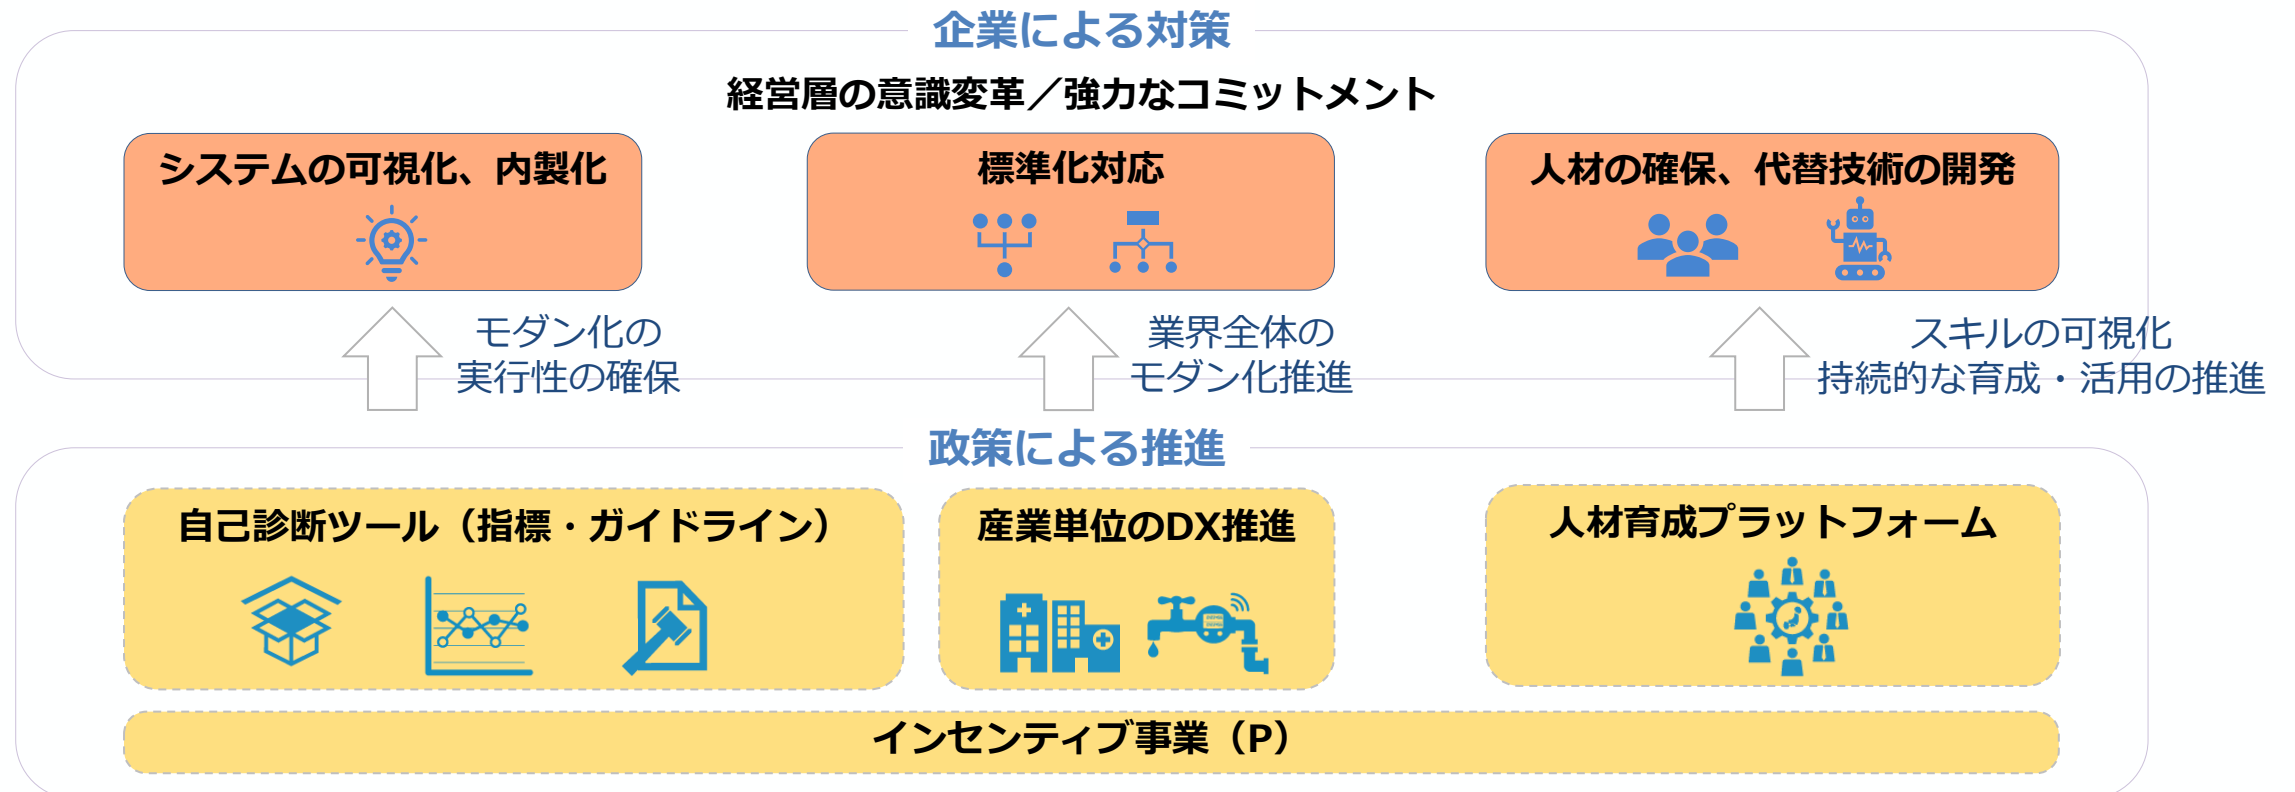 企業による対策
経営層の意識変革／強力なコミットメント
システムの可視化、内製化
標準化対応
人材の確保、代替技術の開発
モダン化の
実行性の確保
業界全体の
モダン化推進
スキルの可視化
持続的な育成・活用の推進
政策による推進
自己診断ツール（指標・ガイドライン）
産業単位のDX推進
人材育成プラットフォーム
インセンティブ事業（P）